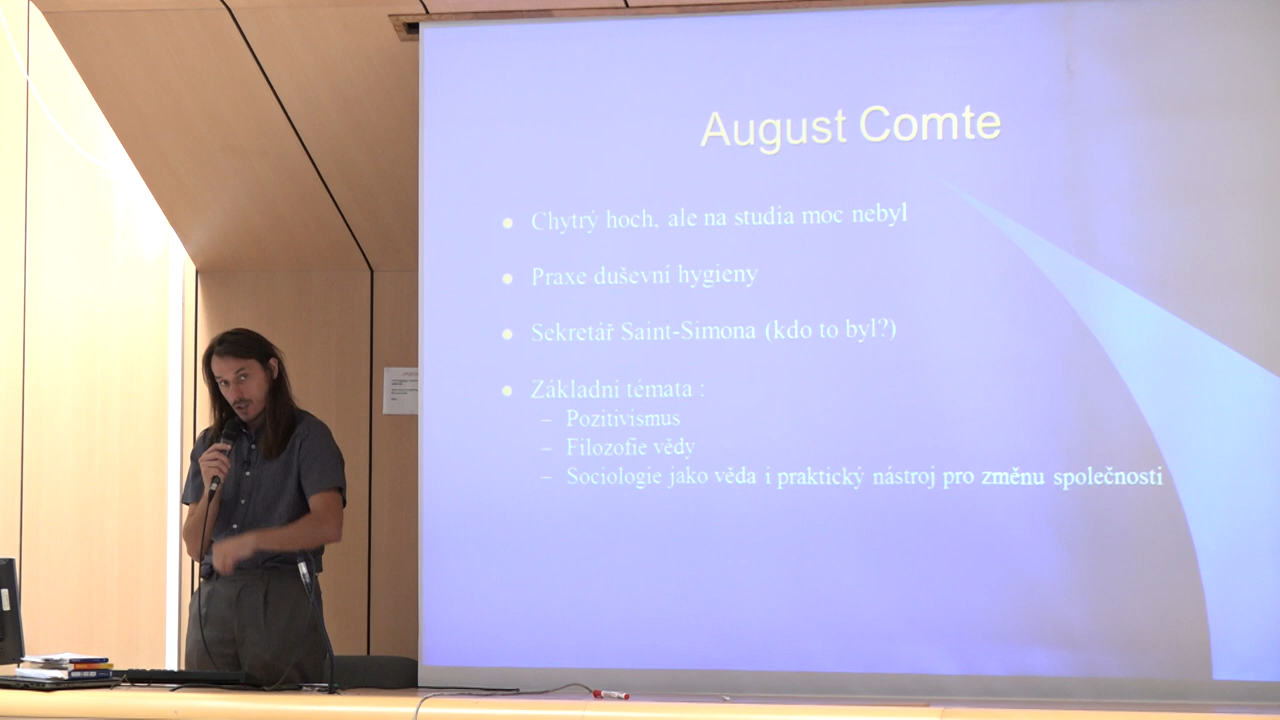 August Comte
Chytrý hoch, ale na studia moc nebyl
Praxe duševní hygieny
Sekretář Saint-Simona (kdo to byl?)
Základní témata :
– Pozitivismus
– Filozofie vědy
– Sociologie jako věda i praktický nástroj pro změnu společnosti